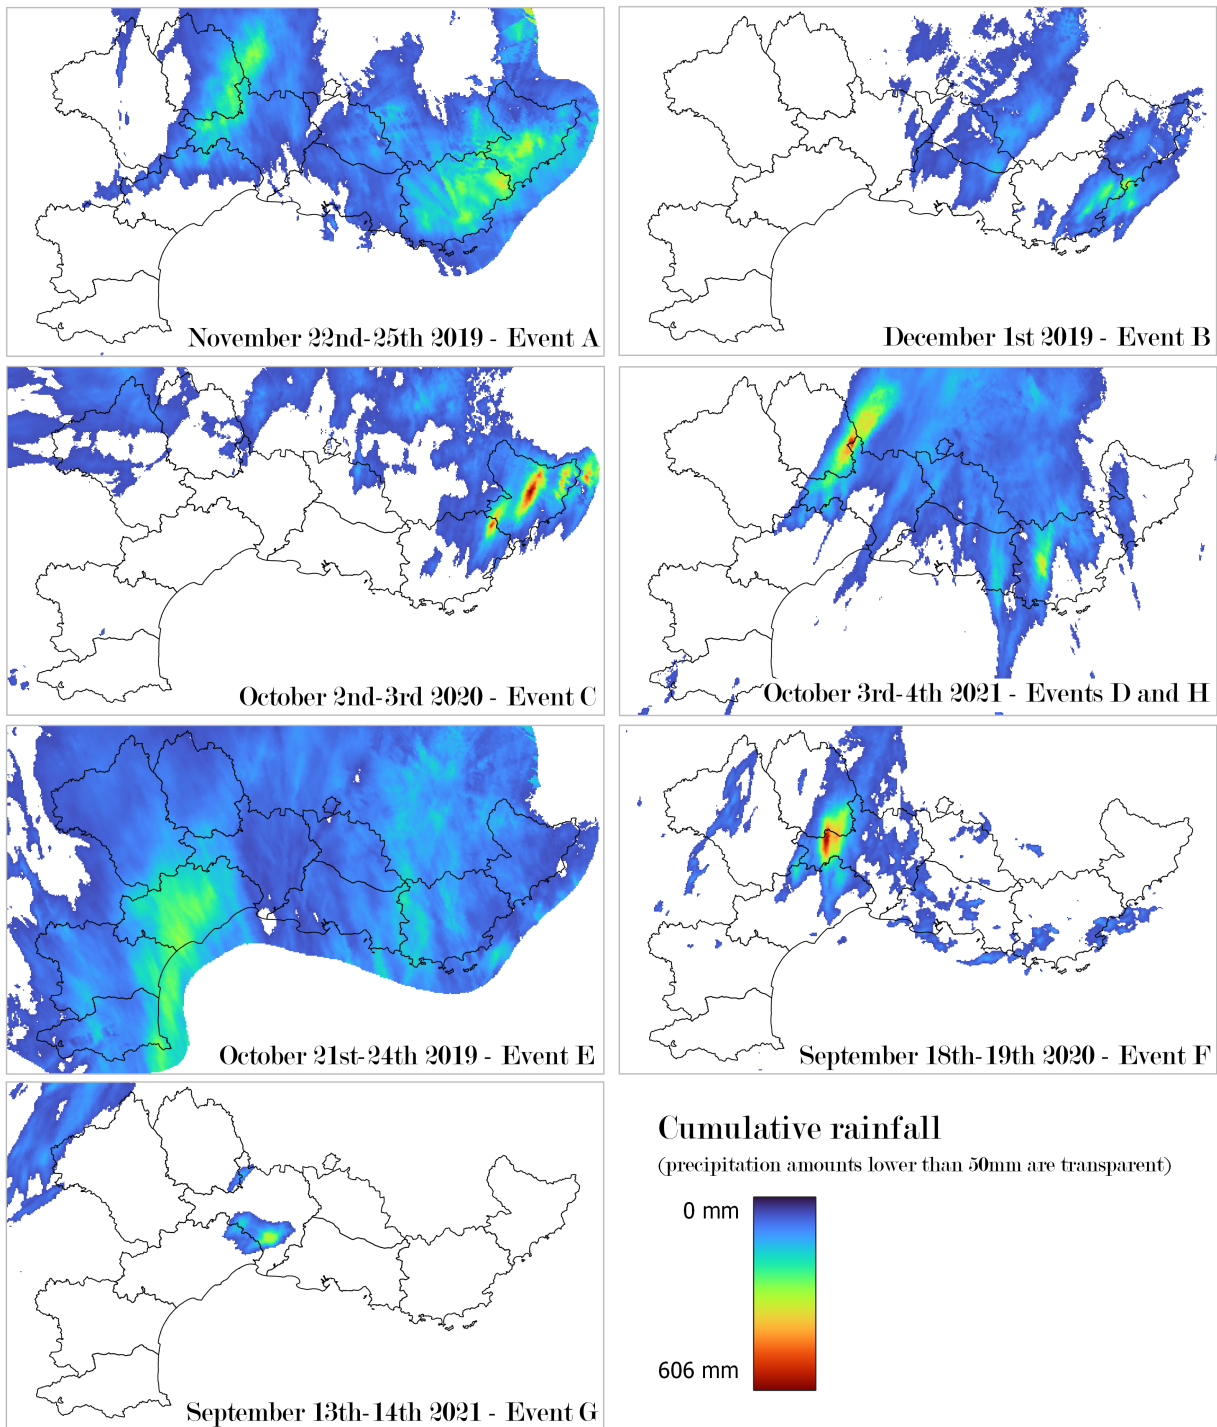 November 22nd-25th 2019 - Event A
December 1st 2019 - Event B
October 2nd-3rd 2020 - Event C
October 3rd-4th 2021 - Events D and H
October 21st-24th 2019 - Event E
September 18th-19th 2020 - Event F
September 13th-14th 2021 - Event G
Cumulative rainfall
(precipitation amounts lower than 50mm are transparent)
0 mm
606 mm